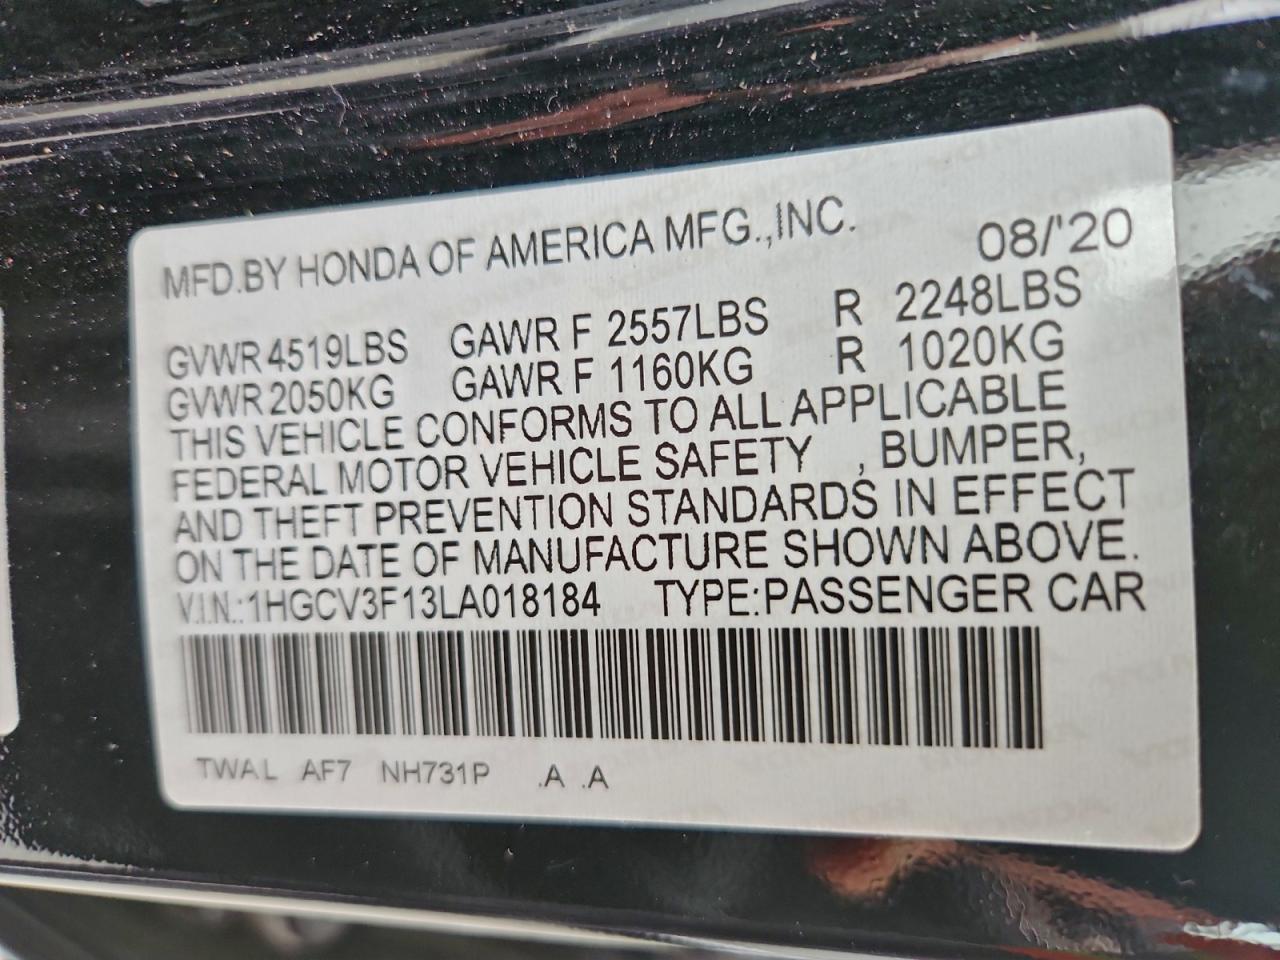 MFD.BY HONDA OF AMERICA MFG.,INC. 08/'20
GVWR 4519LBS GAWR F 2557LBS R 2248LBS
GVWR 2050KG GAWR F 1160KG R 1020KG
THIS VEHICLE CONFORMS TO ALL APPLICABLE
FEDERAL MOTOR VEHICLE SAFETY , BUMPER,
AND THEFT PREVENTION STANDARDS IN EFFECT
ON THE DATE OF MANUFACTURE SHOWN ABOVE.
V.I.N.:1HGCV3F13LA018184 TYPE:PASSENGER CAR
TWAL AF7 NH731P .A .A